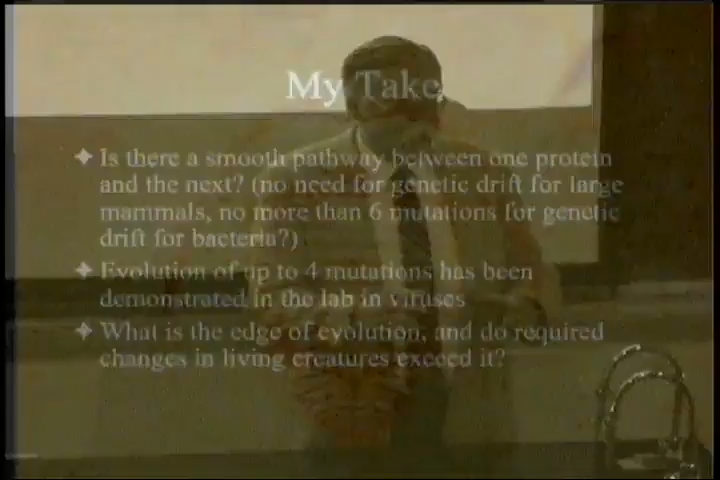 My Take
✦ Is there a smooth pathway between one protein
and the next? (no need for genetic drift for large
mammals, no more than 6 mutations for genetic
drift for bacteria?)
✦ Evolution of up to 4 mutations has been
demonstrated in the lab in viruses
✦ What is the edge of evolution, and do required
changes in living creatures exceed it?